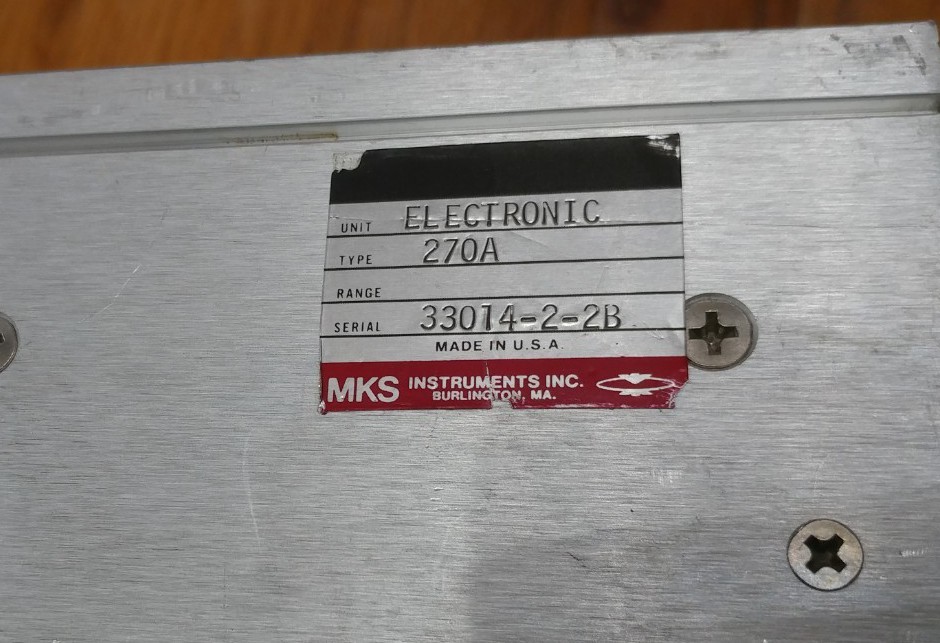 UNIT ELECTRONIC
TYPE 270A
RANGE
SERIAL 33014-2-2B
MADE IN U.S.A.
MKS INSTRUMENTS INC.
BURLINGTON, MA.